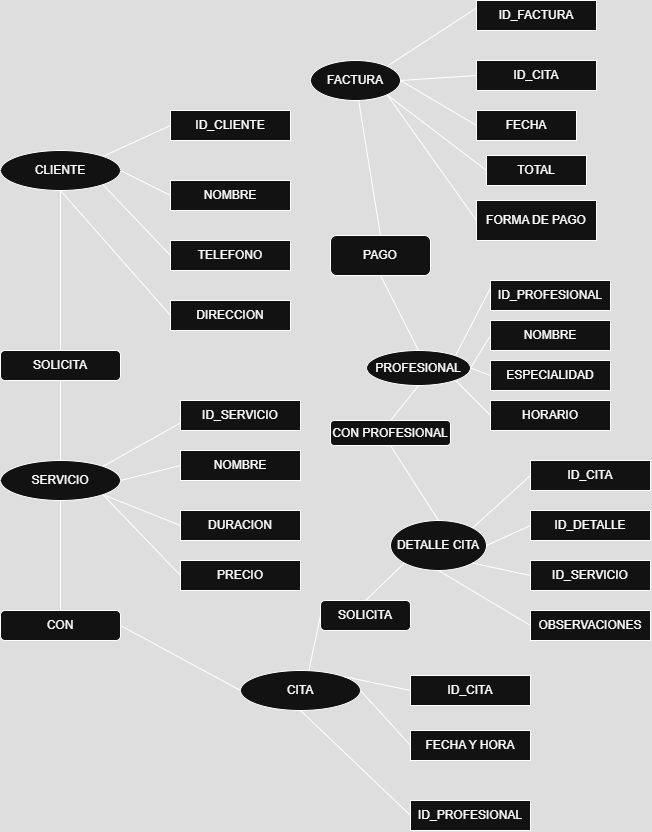 ID_FACTURA
FACTURA
ID_CITA
FECHA
TOTAL
FORMA DE PAGO
ID_CLIENTE
CLIENTE
NOMBRE
TELEFONO
DIRECCION
PAGO
ID_PROFESIONAL
NOMBRE
PROFESIONAL
ESPECIALIDAD
HORARIO
SOLICITA
CON PROFESIONAL
ID_SERVICIO
NOMBRE
SERVICIO
DURACION
PRECIO
ID_CITA
ID_DETALLE
DETALLE CITA
ID_SERVICIO
OBSERVACIONES
SOLICITA
CON
CITA
ID_CITA
FECHA Y HORA
ID_PROFESIONAL